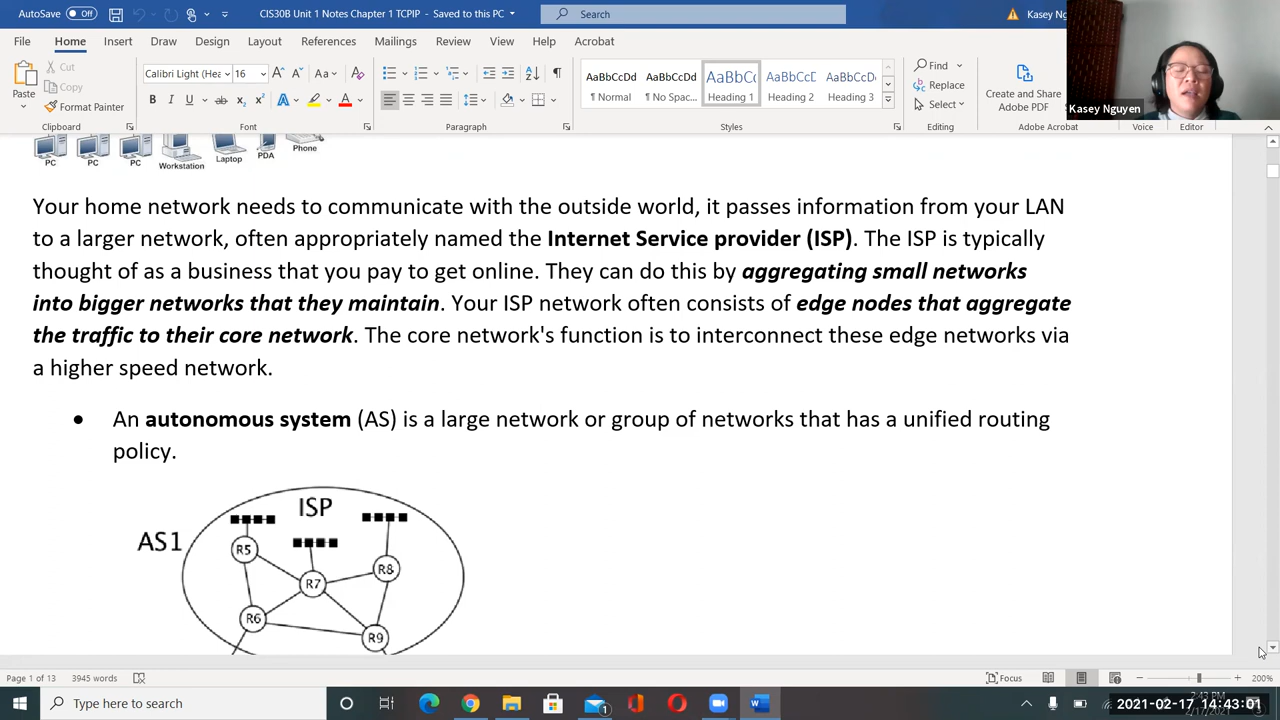 AutoSave Off CIS30B Unit 1 Notes Chapter 1 TCPIP - Saved to this PC Search Kasey Ng
File Home Insert Draw Design Layout References Mailings Review View Help Acrobat
Paste Cut Copy Format Painter
Calibri Light (Hea 16
AaBbCcDd AaBbCcDd AaBbCc AaBbCcD AaBbCcD
¶ Normal ¶ No Spac... Heading 1 Heading 2 Heading 3
Find Replace Select
Create and Share Adobe PDF
Kasey Nguyen
Clipboard Font Paragraph Styles Editing Adobe Acrobat Voice Editor
PC PC PC Workstation Laptop PDA Phone
Your home network needs to communicate with the outside world, it passes information from your LAN
to a larger network, often appropriately named the Internet Service provider (ISP). The ISP is typically
thought of as a business that you pay to get online. They can do this by aggregating small networks
into bigger networks that they maintain. Your ISP network often consists of edge nodes that aggregate
the traffic to their core network. The core network's function is to interconnect these edge networks via
a higher speed network.
• An autonomous system (AS) is a large network or group of networks that has a unified routing
policy.
ISP
AS1
R5
R8
R7
R6
R9
Page 1 of 13 3945 words Focus 200%
Type here to search
2021-02-17 14:43:01